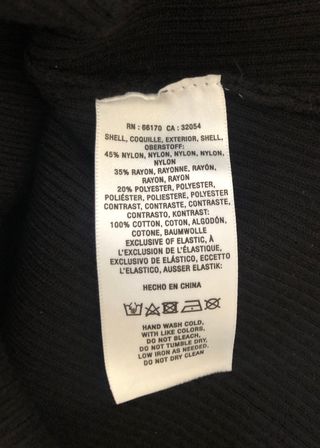 RN : 66170 CA : 32054
SHELL, COQUILLE, EXTERIOR, SHELL,
OBERSTOFF:
45% NYLON, NYLON, NYLON, NYLON,
NYLON
35% RAYON, RAYONNE, RAYÓN,
RAYON, RAYON
20% POLYESTER, POLYESTER,
POLIÉSTER, POLIESTERE, POLYESTER
CONTRAST, CONTRASTE, CONTRASTE,
CONTRASTO, KONTRAST:
100% COTTON, COTON, ALGODÓN,
COTONE, BAUMWOLLE
EXCLUSIVE OF ELASTIC, À
L'EXCLUSION DE L'ÉLASTIQUE,
EXCLUSIVO DE ELÁSTICO, ECCETTO
L'ELASTICO, AUSSER ELASTIK:
HECHO EN CHINA
HAND WASH COLD,
WITH LIKE COLORS,
DO NOT BLEACH,
DO NOT TUMBLE DRY,
LOW IRON AS NEEDED,
DO NOT DRY CLEAN